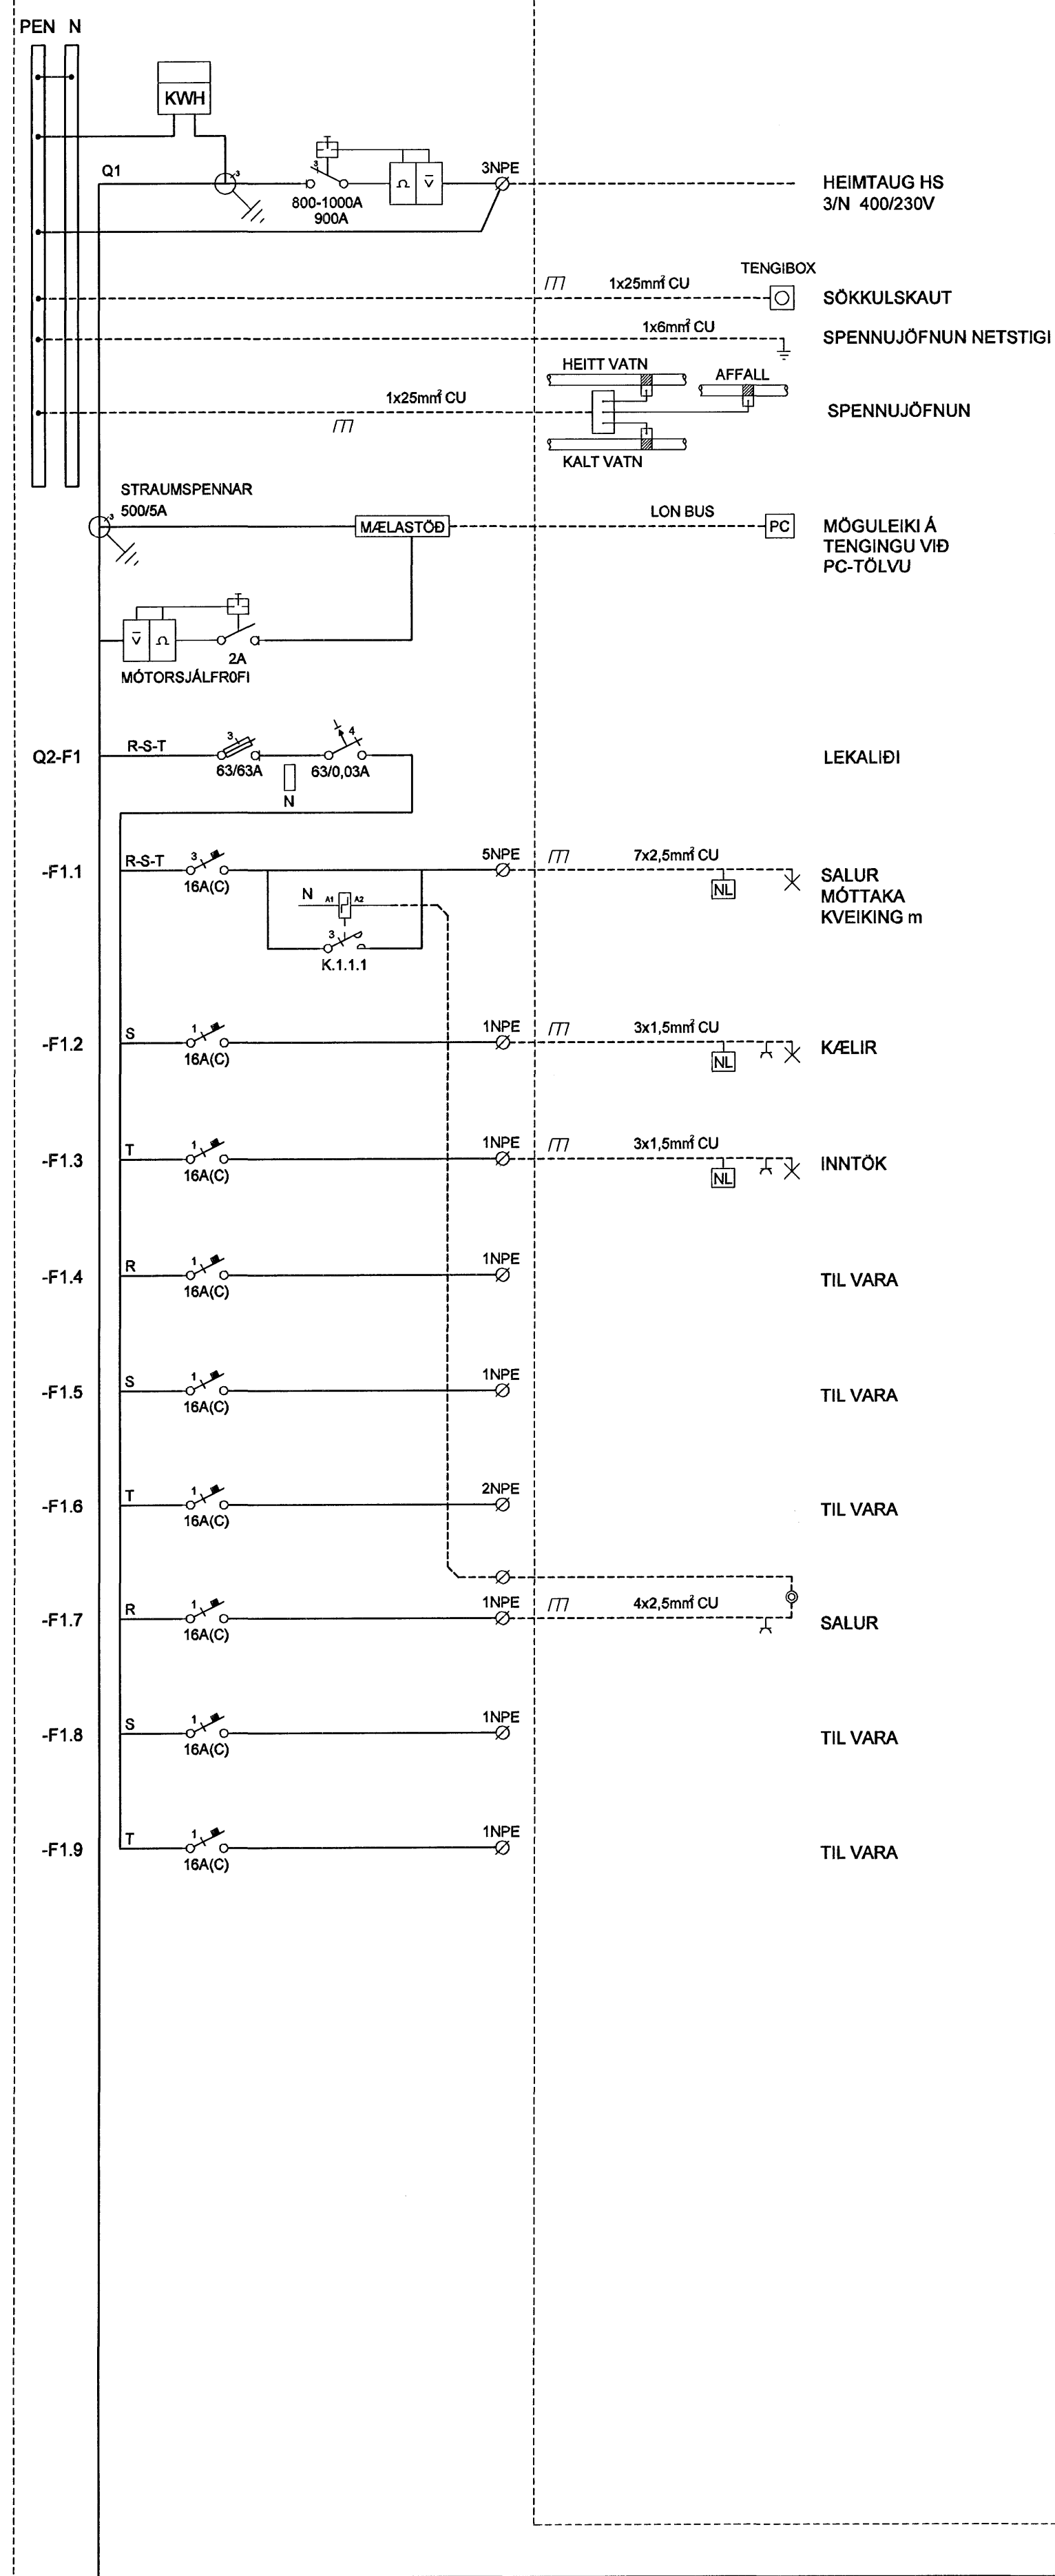 PEN N
KWH
Q1
3
3
800-1000A
900A
3NPE
HEIMTAUG HS
3/N 400/230V
TENGIBOX
1x25mm² CU
SÖKKULSKAUT
1x6mm² CU
SPENNUJÖFNUN NETSTIGI
HEITT VATN
AFFALL
1x25mm² CU
SPENNUJÖFNUN
KALT VATN
STRAUMSPENNAR
500/5A
3
MÆLASTÖÐ
LON BUS
PC
MÖGULEIKI Á
TENGINGU VIÐ
PC-TÖLVU
2A
MÓTORSJÁLFROFI
Q2-F1
R-S-T
3
4
63/63A
63/0,03A
N
LEKALIÐI
-F1.1
R-S-T
3
16A(C)
5NPE
7x2,5mm² CU
NL
SALUR
MÓTTAKA
KVEIKING m
N
A1
A2
3
K.1.1.1
-F1.2
S
1
16A(C)
1NPE
3x1,5mm² CU
NL
KÆLIR
-F1.3
T
1
16A(C)
1NPE
3x1,5mm² CU
NL
INNTÖK
-F1.4
R
1
16A(C)
1NPE
TIL VARA
-F1.5
S
1
16A(C)
1NPE
TIL VARA
-F1.6
T
1
16A(C)
2NPE
TIL VARA
-F1.7
R
1
16A(C)
1NPE
4x2,5mm² CU
SALUR
-F1.8
S
1
16A(C)
1NPE
TIL VARA
-F1.9
T
1
16A(C)
1NPE
TIL VARA